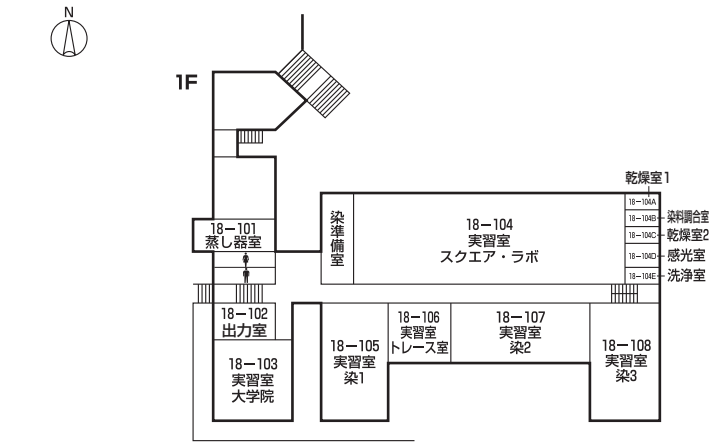 N
1F
乾燥室1
18-104A
18-104B
染料調合室
18-104C
乾燥室2
18-104D
感光室
18-104E
洗浄室
染準備室
18-104
実習室
スクエア・ラボ
18-101
蒸し器室
18-102
出力室
18-103
実習室
大学院
18-105
実習室
染1
18-106
実習室
トレース室
18-107
実習室
染2
18-108
実習室
染3